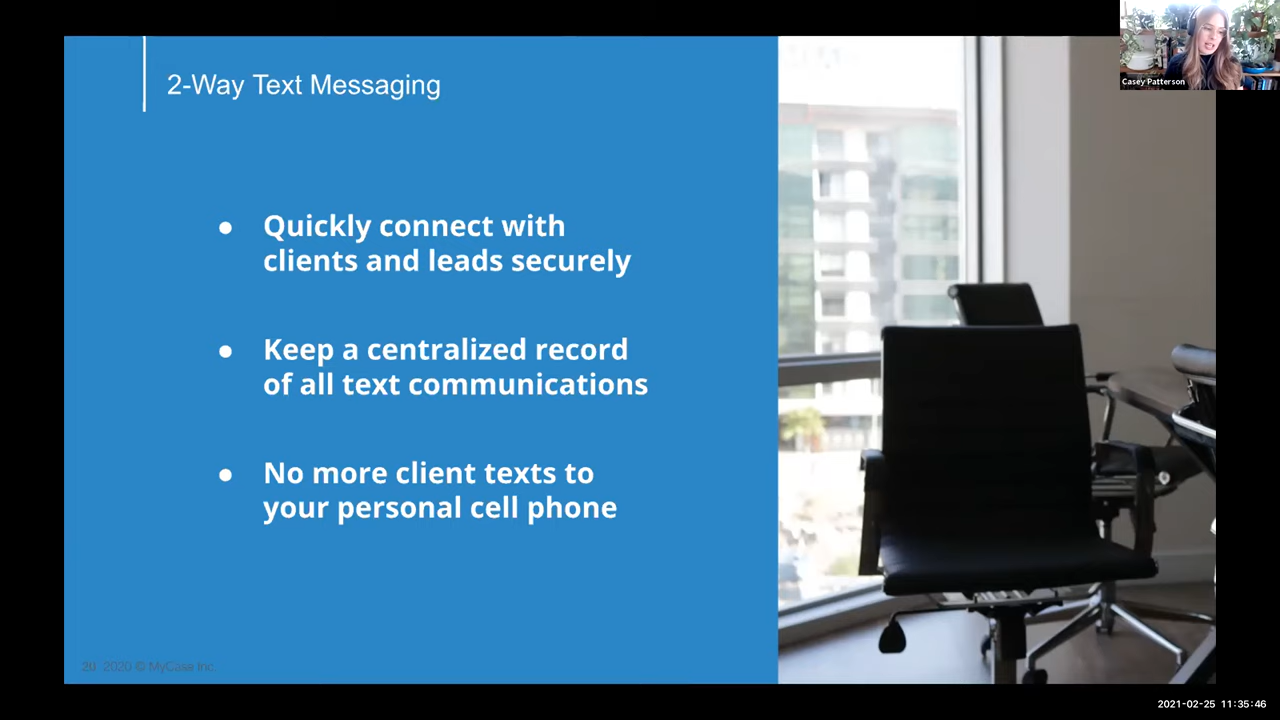 2-Way Text Messaging
Casey Patterson
● Quickly connect with
clients and leads securely
● Keep a centralized record
of all text communications
● No more client texts to
your personal cell phone
20 2020 © MyCase Inc.
2021-02-25 11:35:46